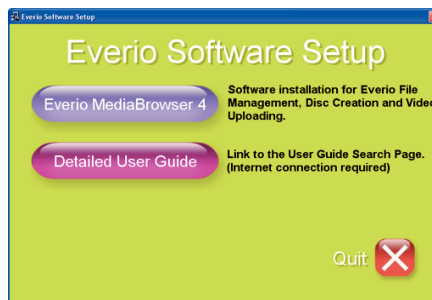 Everio Software Setup
Everio Software Setup
Everio MediaBrowser 4
Software installation for Everio File
Management, Disc Creation and Video
Uploading.
Detailed User Guide
Link to the User Guide Search Page.
(Internet connection required)
Quit